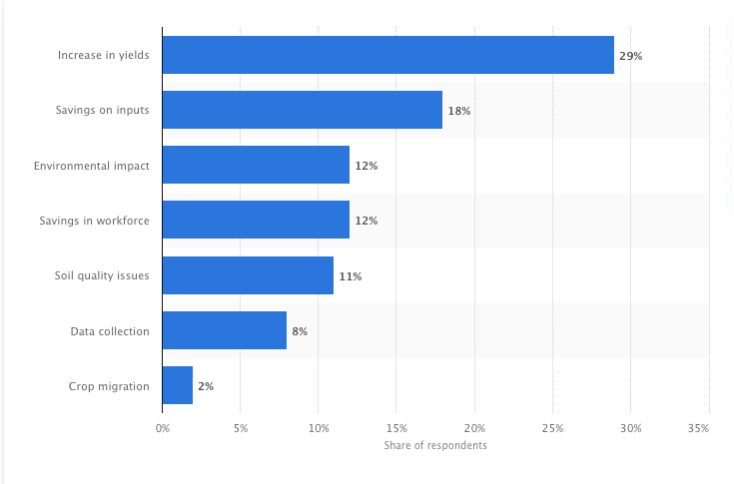 Increase in yields 29%
Savings on inputs 18%
Environmental impact 12%
Savings in workforce 12%
Soil quality issues 11%
Data collection 8%
Crop migration 2%
0% 5% 10% 15% 20% 25% 30% 35%
Share of respondents